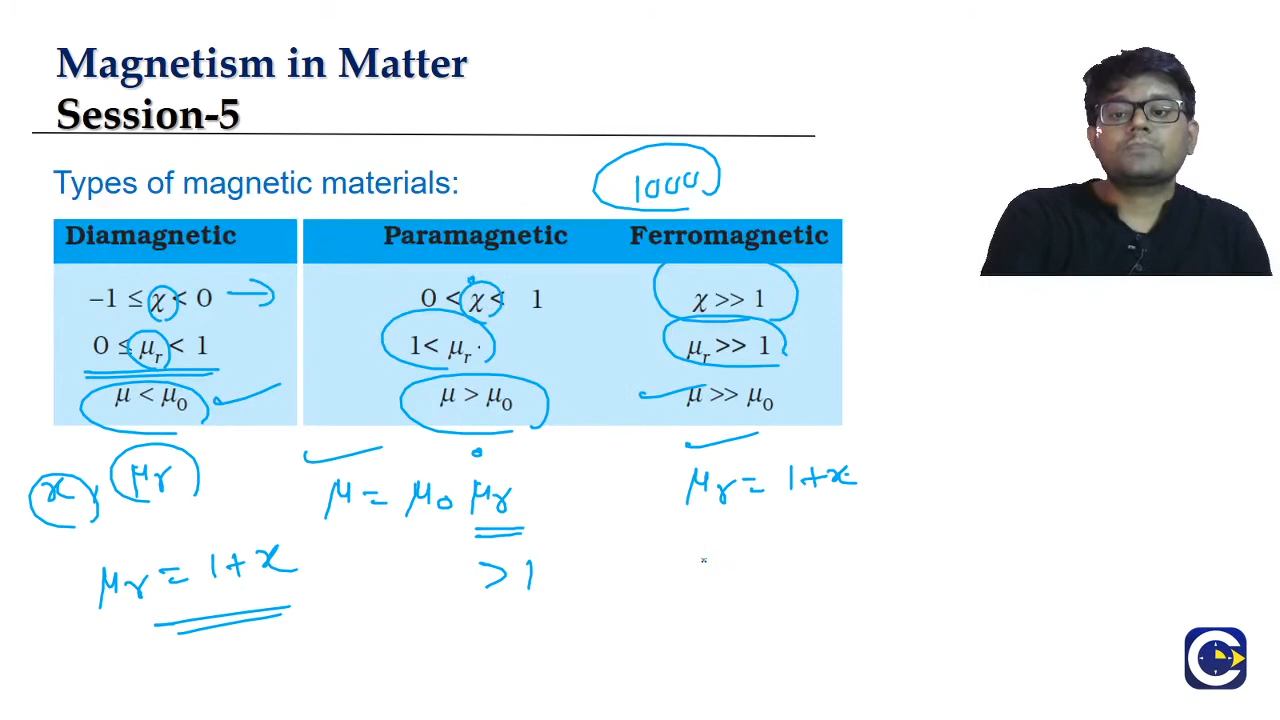 Magnetism in Matter
Session-5
Types of magnetic materials:
1000
Diamagnetic Paramagnetic Ferromagnetic
−1 ≤ χ < 0 → 0 < χ < 1 χ >> 1
0 ≤ μr < 1 1 < μr μr >> 1
μ < μ0 μ > μ0 μ >> μ0
x, μr μ = μ0 μr μr = 1+x
μr = 1+x > 1